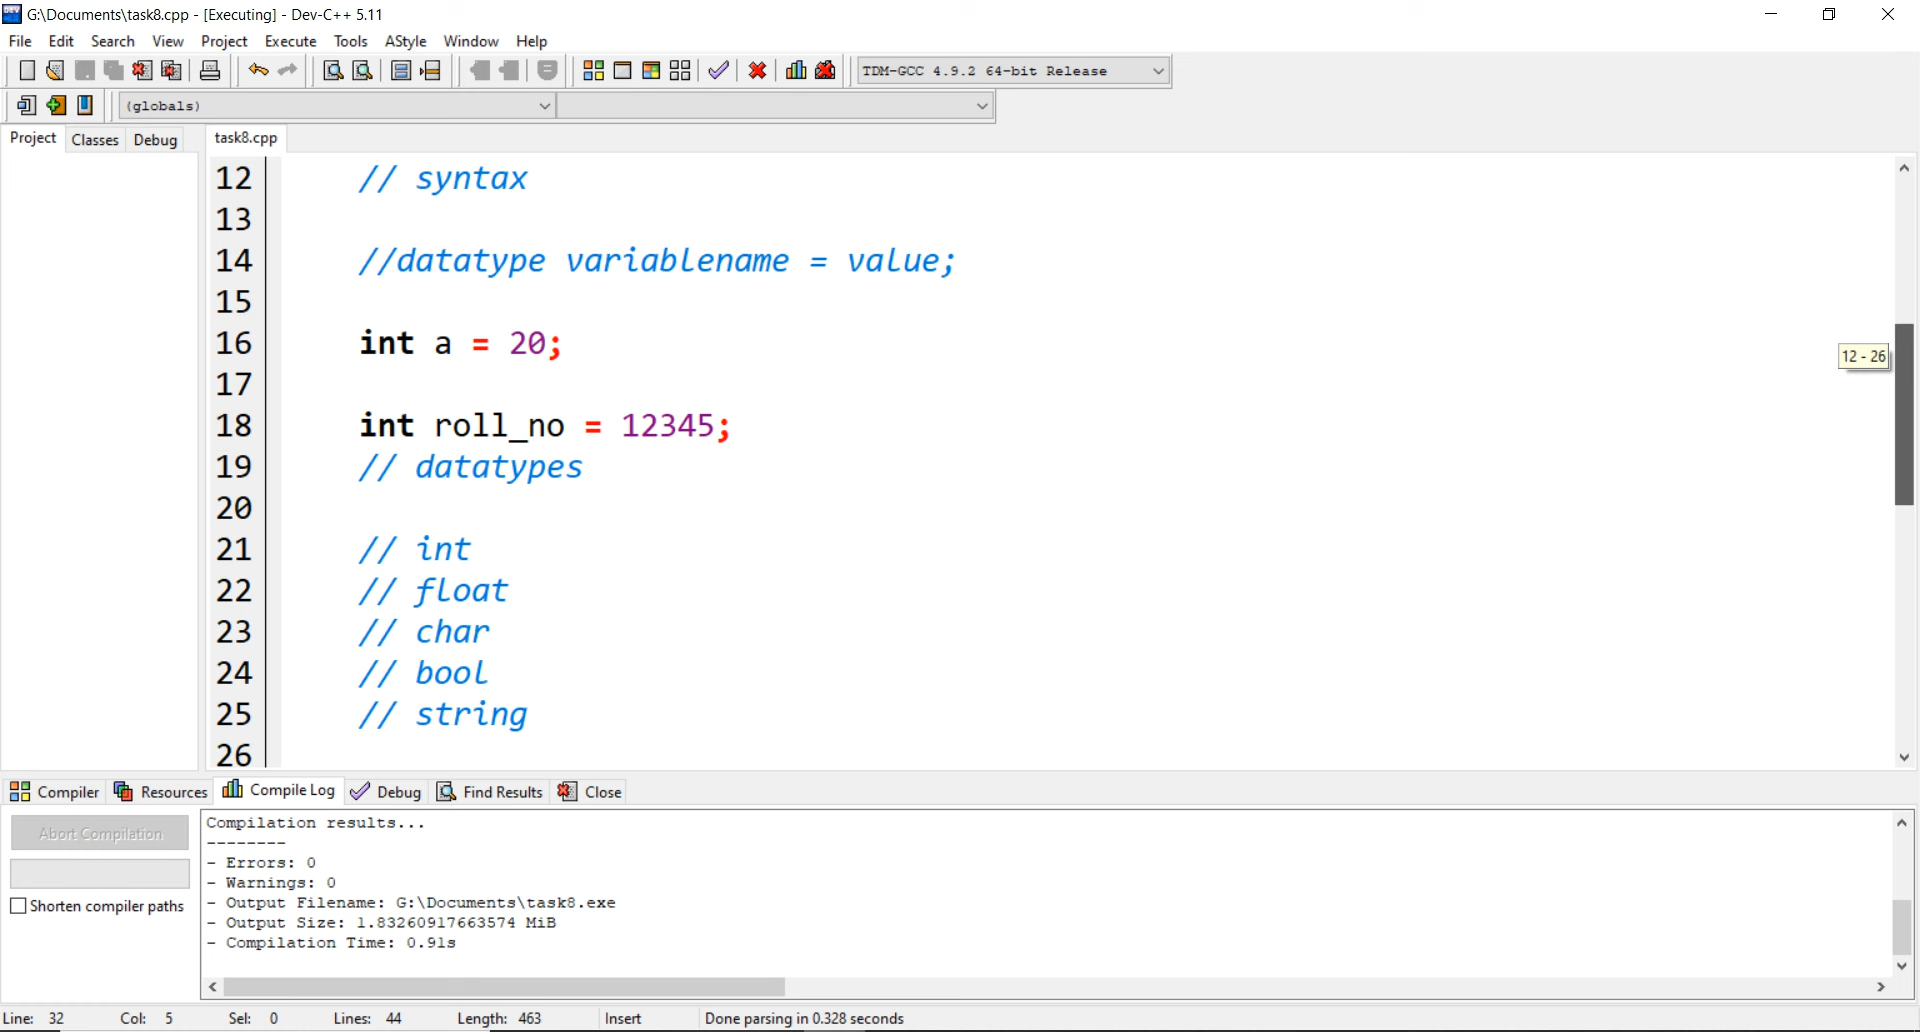 G:\Documents\task8.cpp - [Executing] - Dev-C++ 5.11
File Edit Search View Project Execute Tools AStyle Window Help
TDM-GCC 4.9.2 64-bit Release
(globals)
Project Classes Debug task8.cpp
12 // syntax
13
14 //datatype variablename = value;
15
16 int a = 20;
17
18 int roll_no = 12345;
19 // datatypes
20
21 // int
22 // float
23 // char
24 // bool
25 // string
26
12 - 26
Compiler Resources Compile Log Debug Find Results Close
Abort Compilation
Shorten compiler paths
Compilation results...
--------
- Errors: 0
- Warnings: 0
- Output Filename: G:\Documents\task8.exe
- Output Size: 1.83260917663574 MiB
- Compilation Time: 0.91s
Line: 32 Col: 5 Sel: 0 Lines: 44 Length: 463 Insert Done parsing in 0.328 seconds